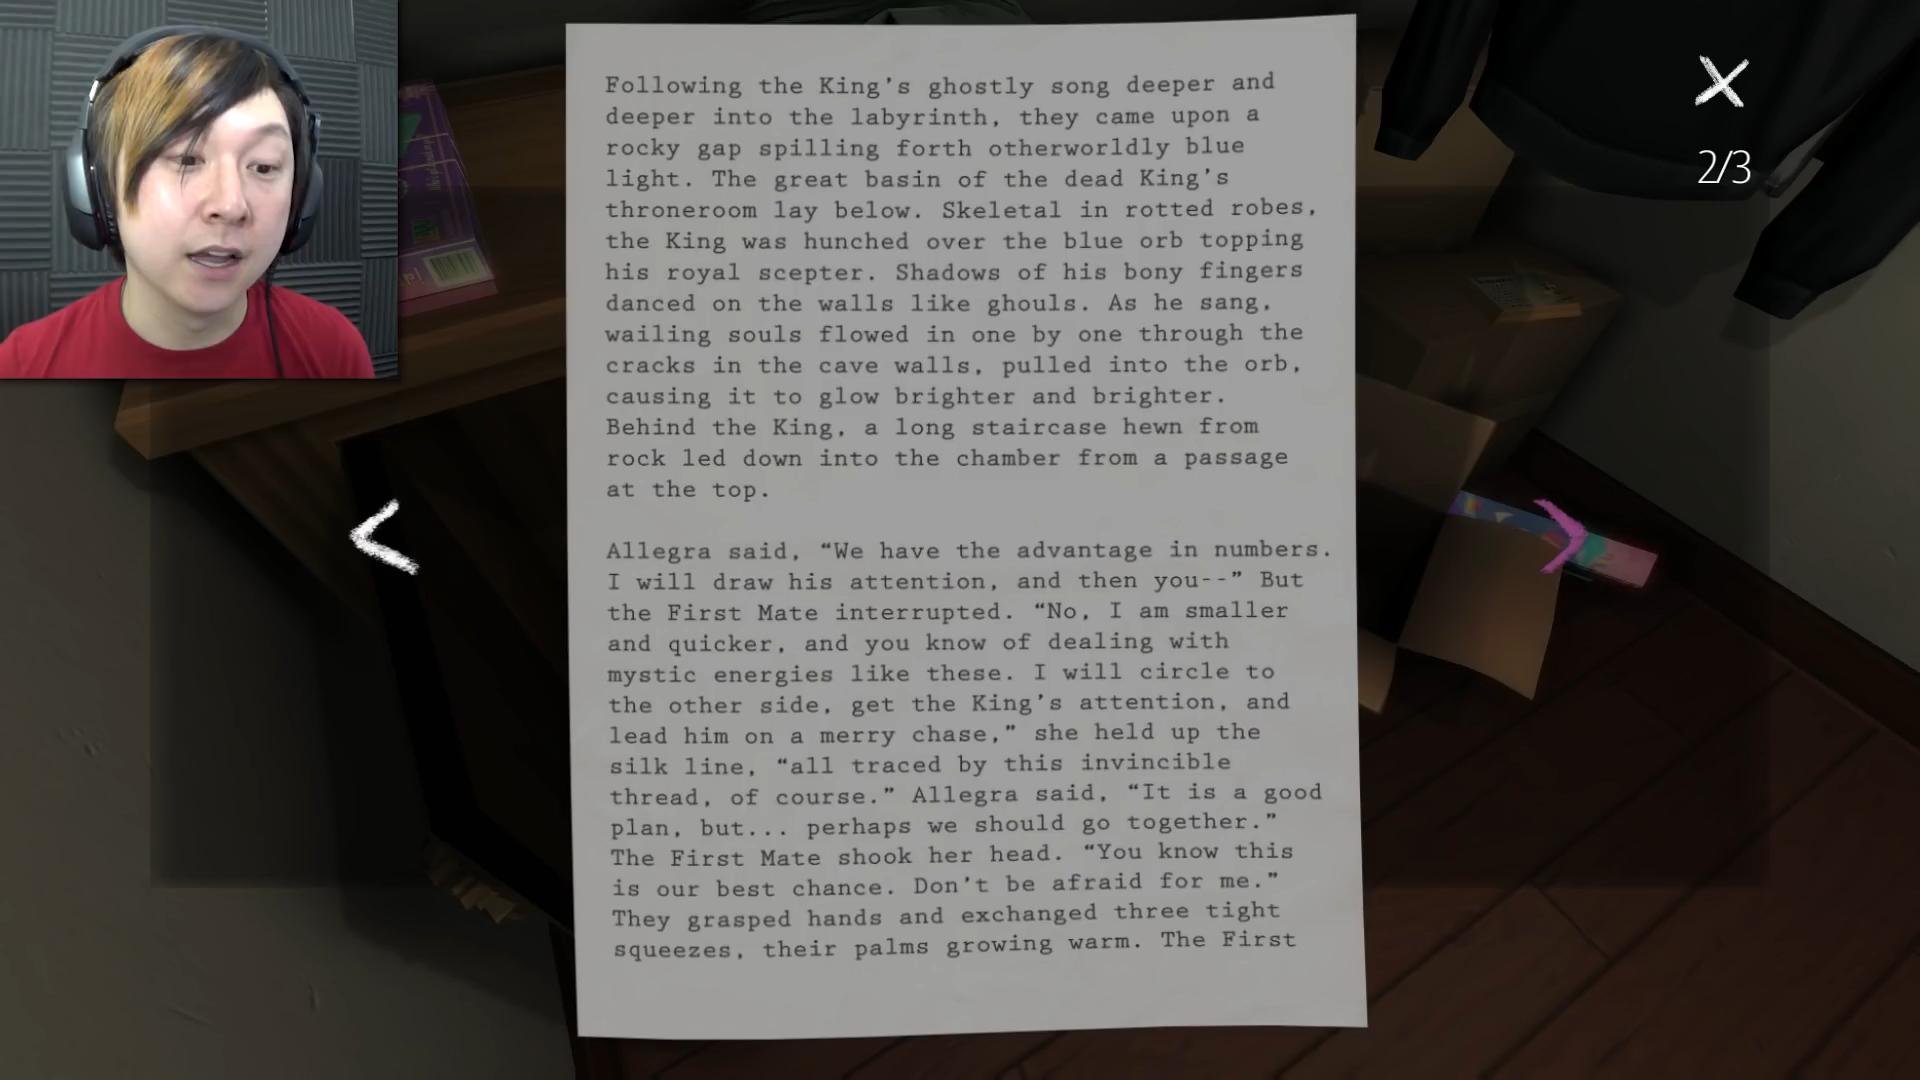 Following the King's ghostly song deeper and
deeper into the labyrinth, they came upon a
rocky gap spilling forth otherworldly blue
light. The great basin of the dead King's
throneroom lay below. Skeletal in rotted robes,
the King was hunched over the blue orb topping
his royal scepter. Shadows of his bony fingers
danced on the walls like ghouls. As he sang,
wailing souls flowed in one by one through the
cracks in the cave walls, pulled into the orb,
causing it to glow brighter and brighter.
Behind the King, a long staircase hewn from
rock led down into the chamber from a passage
at the top.
Allegra said, “We have the advantage in numbers.
I will draw his attention, and then you--” But
the First Mate interrupted. “No, I am smaller
and quicker, and you know of dealing with
mystic energies like these. I will circle to
the other side, get the King's attention, and
lead him on a merry chase,” she held up the
silk line, “all traced by this invincible
thread, of course.” Allegra said, “It is a good
plan, but... perhaps we should go together.”
The First Mate shook her head. “You know this
is our best chance. Don't be afraid for me.”
They grasped hands and exchanged three tight
squeezes, their palms growing warm. The First
2/3